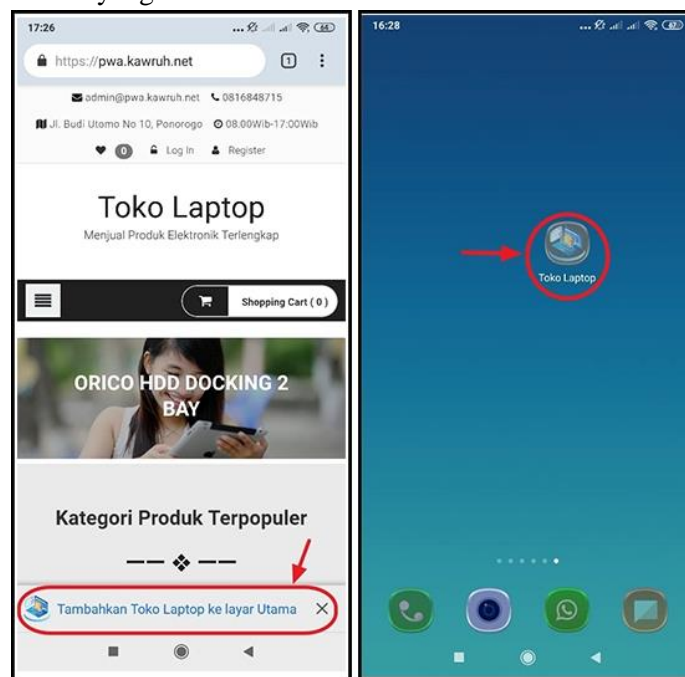 17:26
64
https://pwa.kawruh.net
1
admin@pwa.kawruh.net 0816848715
Jl. Budi Utomo No 10, Ponorogo 08.00Wib-17:00Wib
0 Log In Register
Toko Laptop
Menjual Produk Elektronik Terlengkap
Shopping Cart ( 0 )
ORICO HDD DOCKING 2
BAY
Kategori Produk Terpopuler
Tambahkan Toko Laptop ke layar Utama
16:28
Toko Laptop